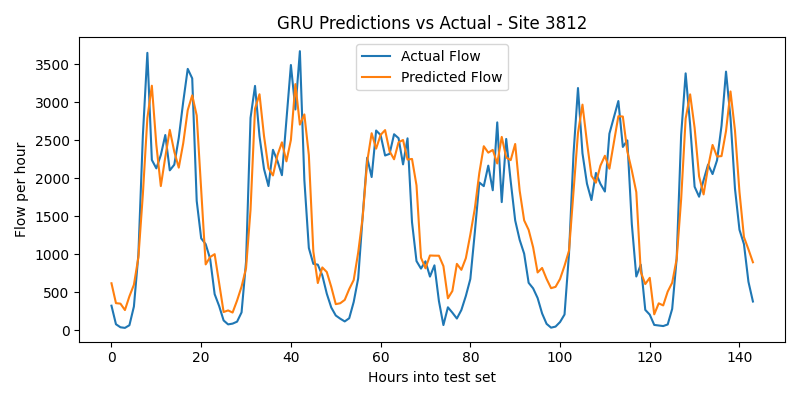 GRU Predictions vs Actual - Site 3812
Actual Flow
Predicted Flow
Flow per hour
3500
3000
2500
2000
1500
1000
500
0
0 20 40 60 80 100 120 140
Hours into test set